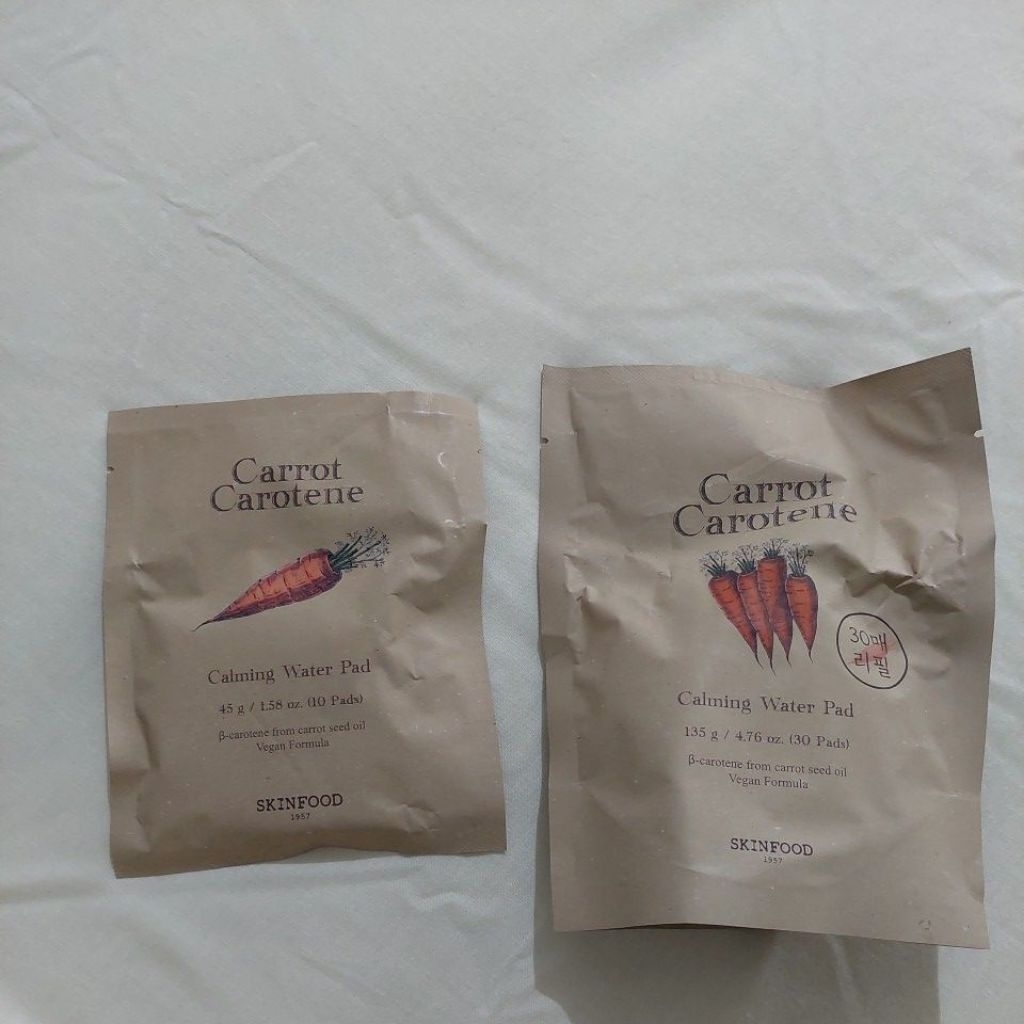 Carrot
Carotene
Calming Water Pad
45 g / 1.58 oz. (10 Pads)
β-carotene from carrot seed oil
Vegan Formula
SKINFOOD
1957
Carrot
Carotene
30매
리필
Calming Water Pad
135 g / 4.76 oz. (30 Pads)
β-carotene from carrot seed oil
Vegan Formula
SKINFOOD
1957